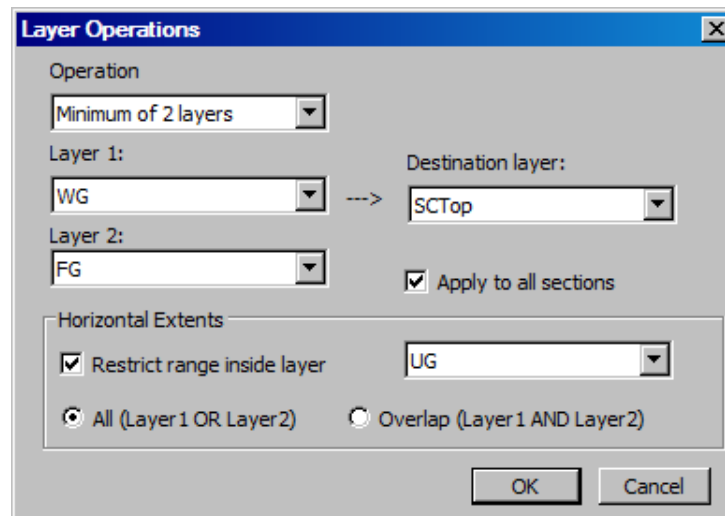 Layer Operations
Operation
Minimum of 2 layers
Layer 1:
WG
Destination layer:
--->
SCTop
Layer 2:
FG
Apply to all sections
Horizontal Extents
Restrict range inside layer
UG
All (Layer1 OR Layer2)
Overlap (Layer1 AND Layer2)
OK
Cancel